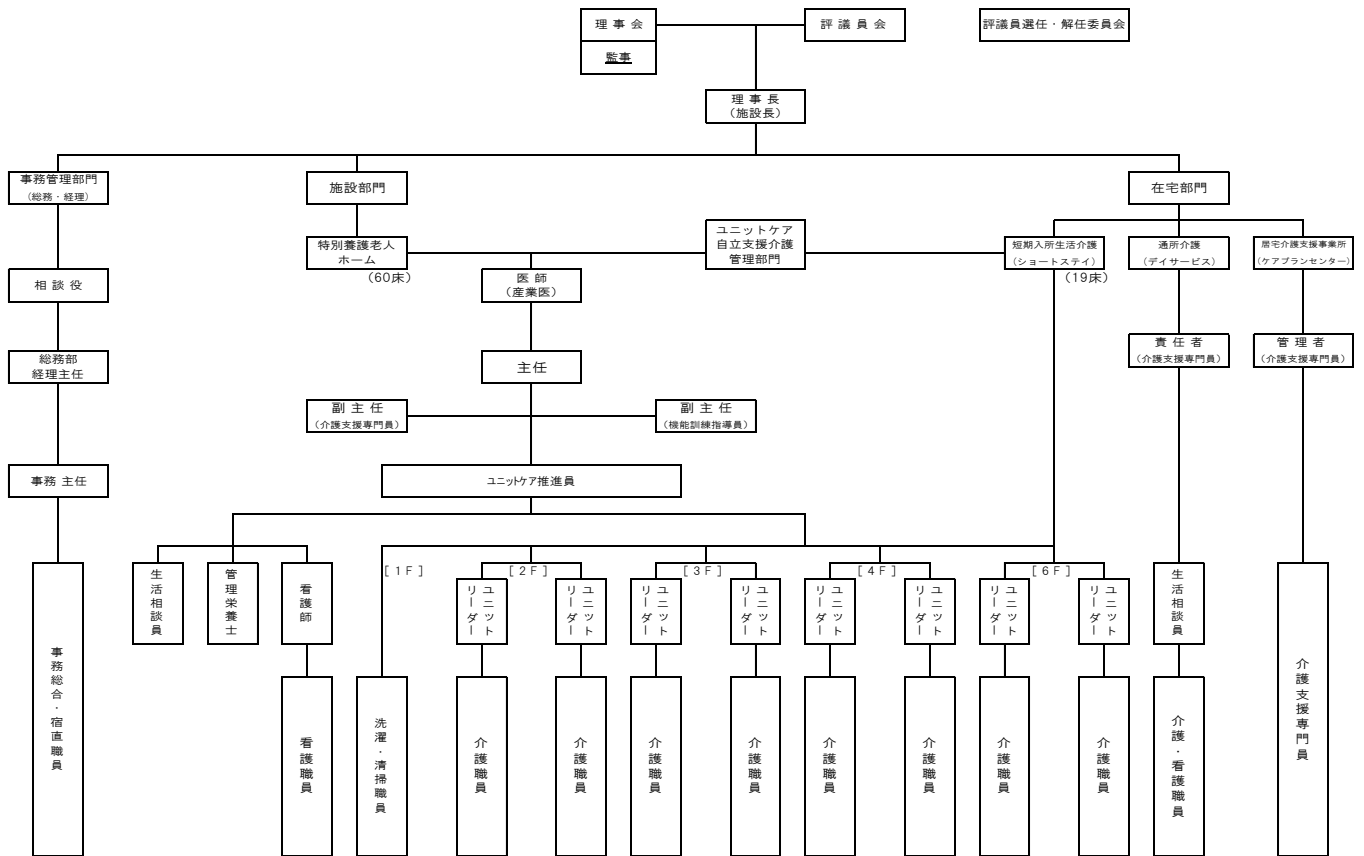 理事会
評議員会
評議員選任・解任委員会
監事
理事長
(施設長)
事務管理部門
(総務・経理)
施設部門
在宅部門
特別養護老人
ホーム
(60床)
ユニットケア
自立支援介護
管理部門
短期入所生活介護
(ショートステイ)
(19床)
通所介護
(デイサービス)
居宅介護支援事業所
(ケアプランセンター)
相談役
医師
(産業医)
総務部
経理主任
主任
責任者
(介護支援専門員)
管理者
(介護支援専門員)
副主任
(介護支援専門員)
副主任
(機能訓練指導員)
事務 主任
ユニットケア推進員
[1F]
[2F]
[3F]
[4F]
[6F]
生活相談員
管理栄養士
看護師
ユニット
リーダー
ユニット
リーダー
ユニット
リーダー
ユニット
リーダー
ユニット
リーダー
ユニット
リーダー
ユニット
リーダー
ユニット
リーダー
生活相談員
事務総合・宿直職員
看護職員
洗濯・清掃職員
介護職員
介護職員
介護職員
介護職員
介護職員
介護職員
介護職員
介護職員
介護・看護職員
介護支援専門員